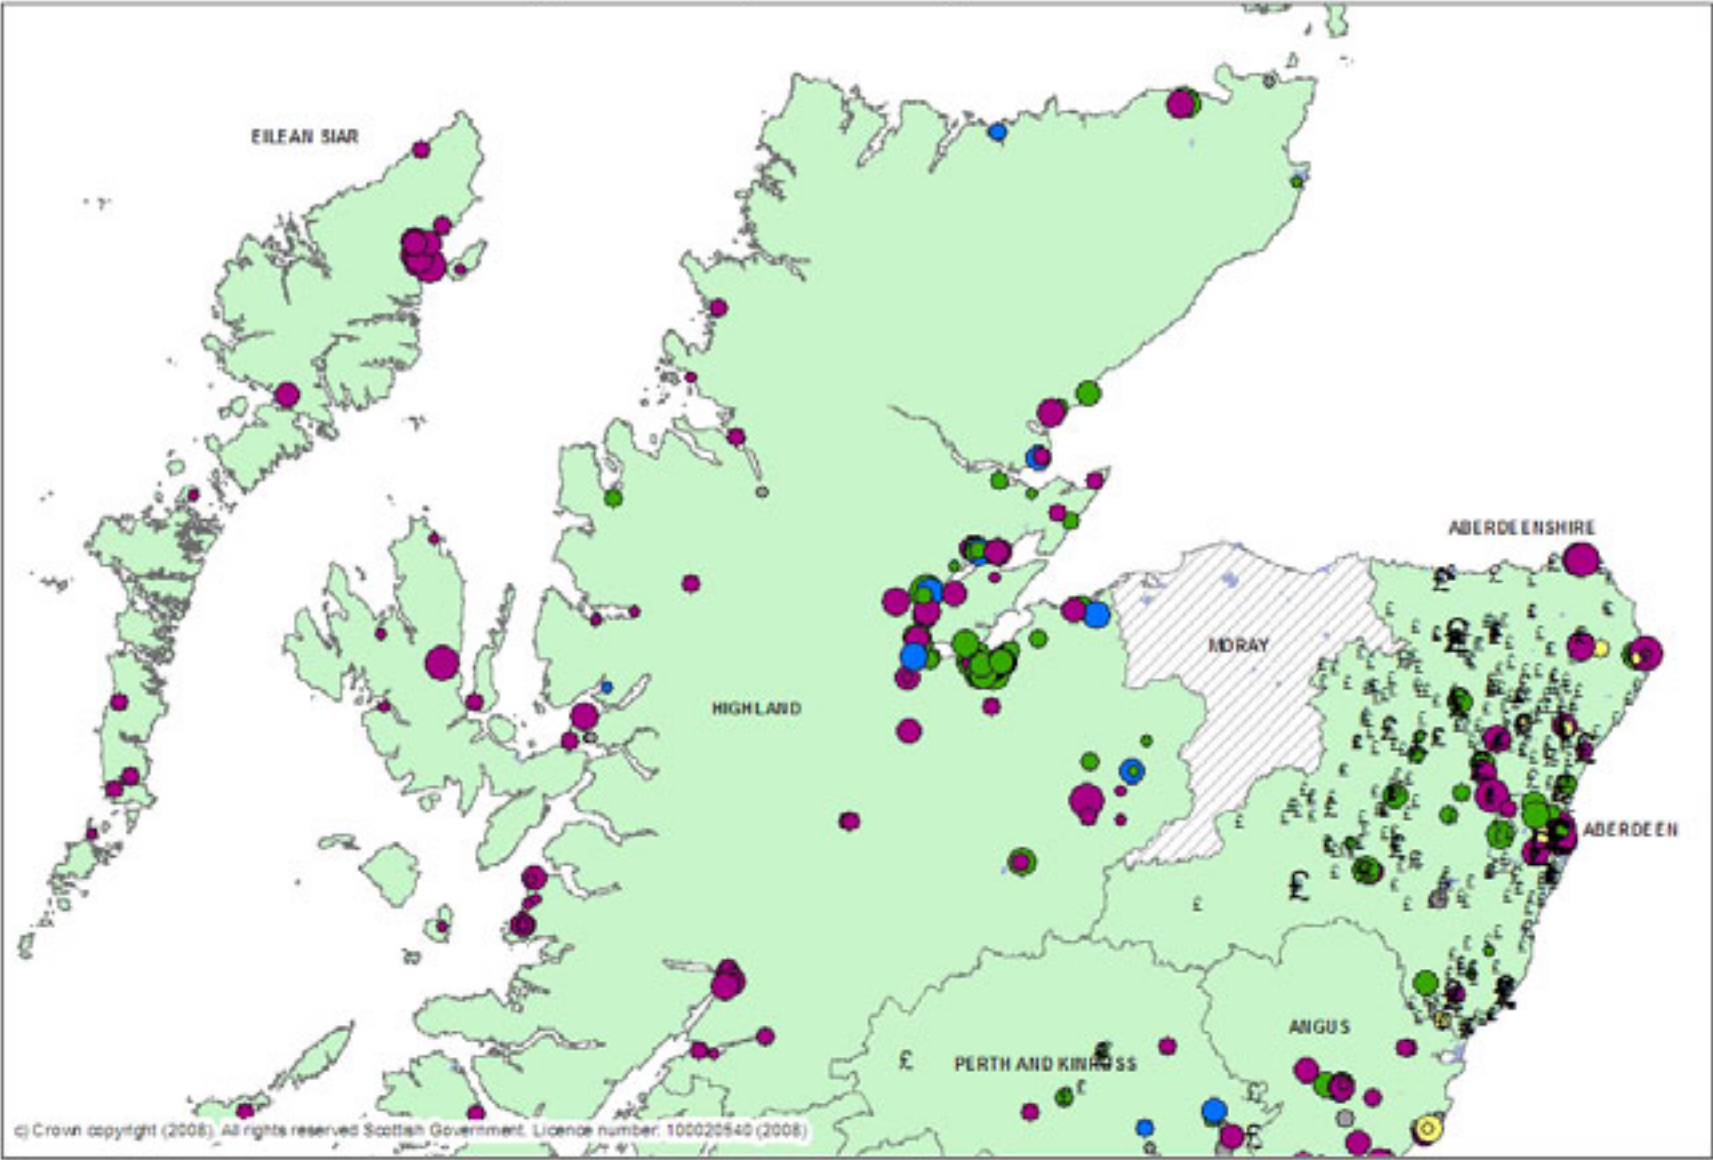 EILEAN SIAR
ABERDEENSHIRE
MORAY
HIGHLAND
ABERDEEN
ANGUS
PERTH AND KINROSS
c) Crown copyright (2008). All rights reserved Scottish Government. Licence number: 100020540 (2008)